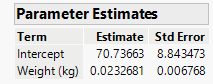 Parameter Estimates
Term Estimate Std Error
Intercept 70.73663 8.843473
Weight (kg) 0.0232681 0.006768